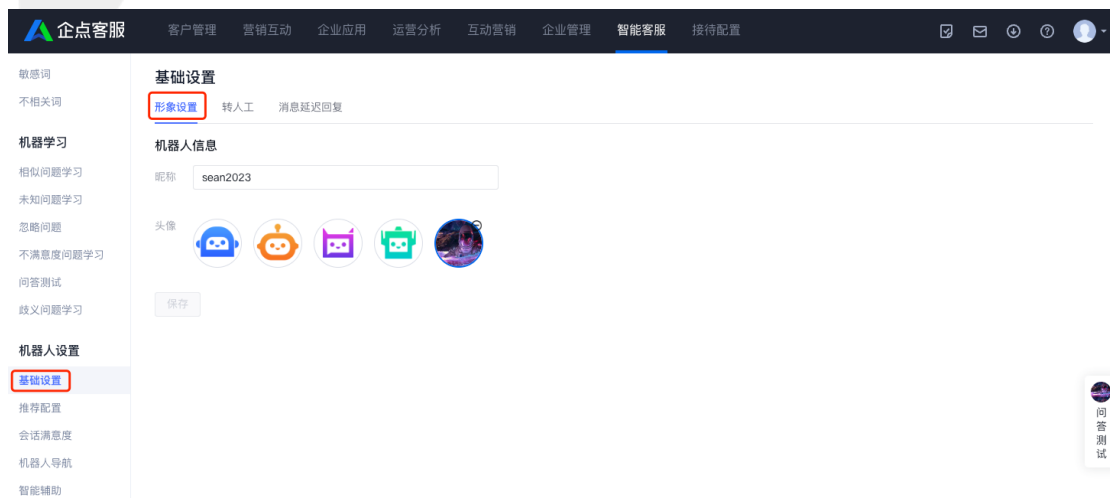 企点客服 客户管理 营销互动 企业应用 运营分析 互动营销 企业管理 智能客服 接待配置
敏感词
不相关词
机器学习
相似问题学习
未知问题学习
忽略问题
不满意度问题学习
问答测试
歧义问题学习
机器人设置
基础设置
推荐配置
会话满意度
机器人导航
智能辅助
基础设置
形象设置 转人工 消息延迟回复
机器人信息
昵称 sean2023
头像
保存
问答测试